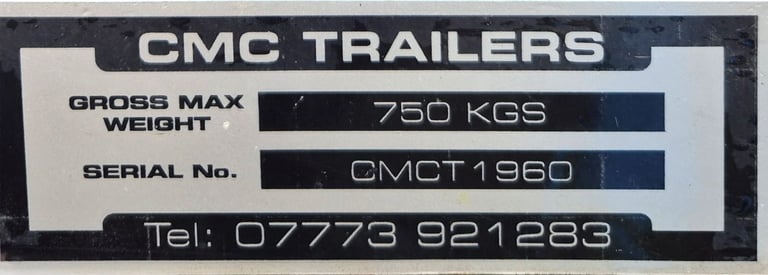 CMC TRAILERS
GROSS MAX WEIGHT 750 KGS
SERIAL No. CMCT1960
Tel: 07773 921283